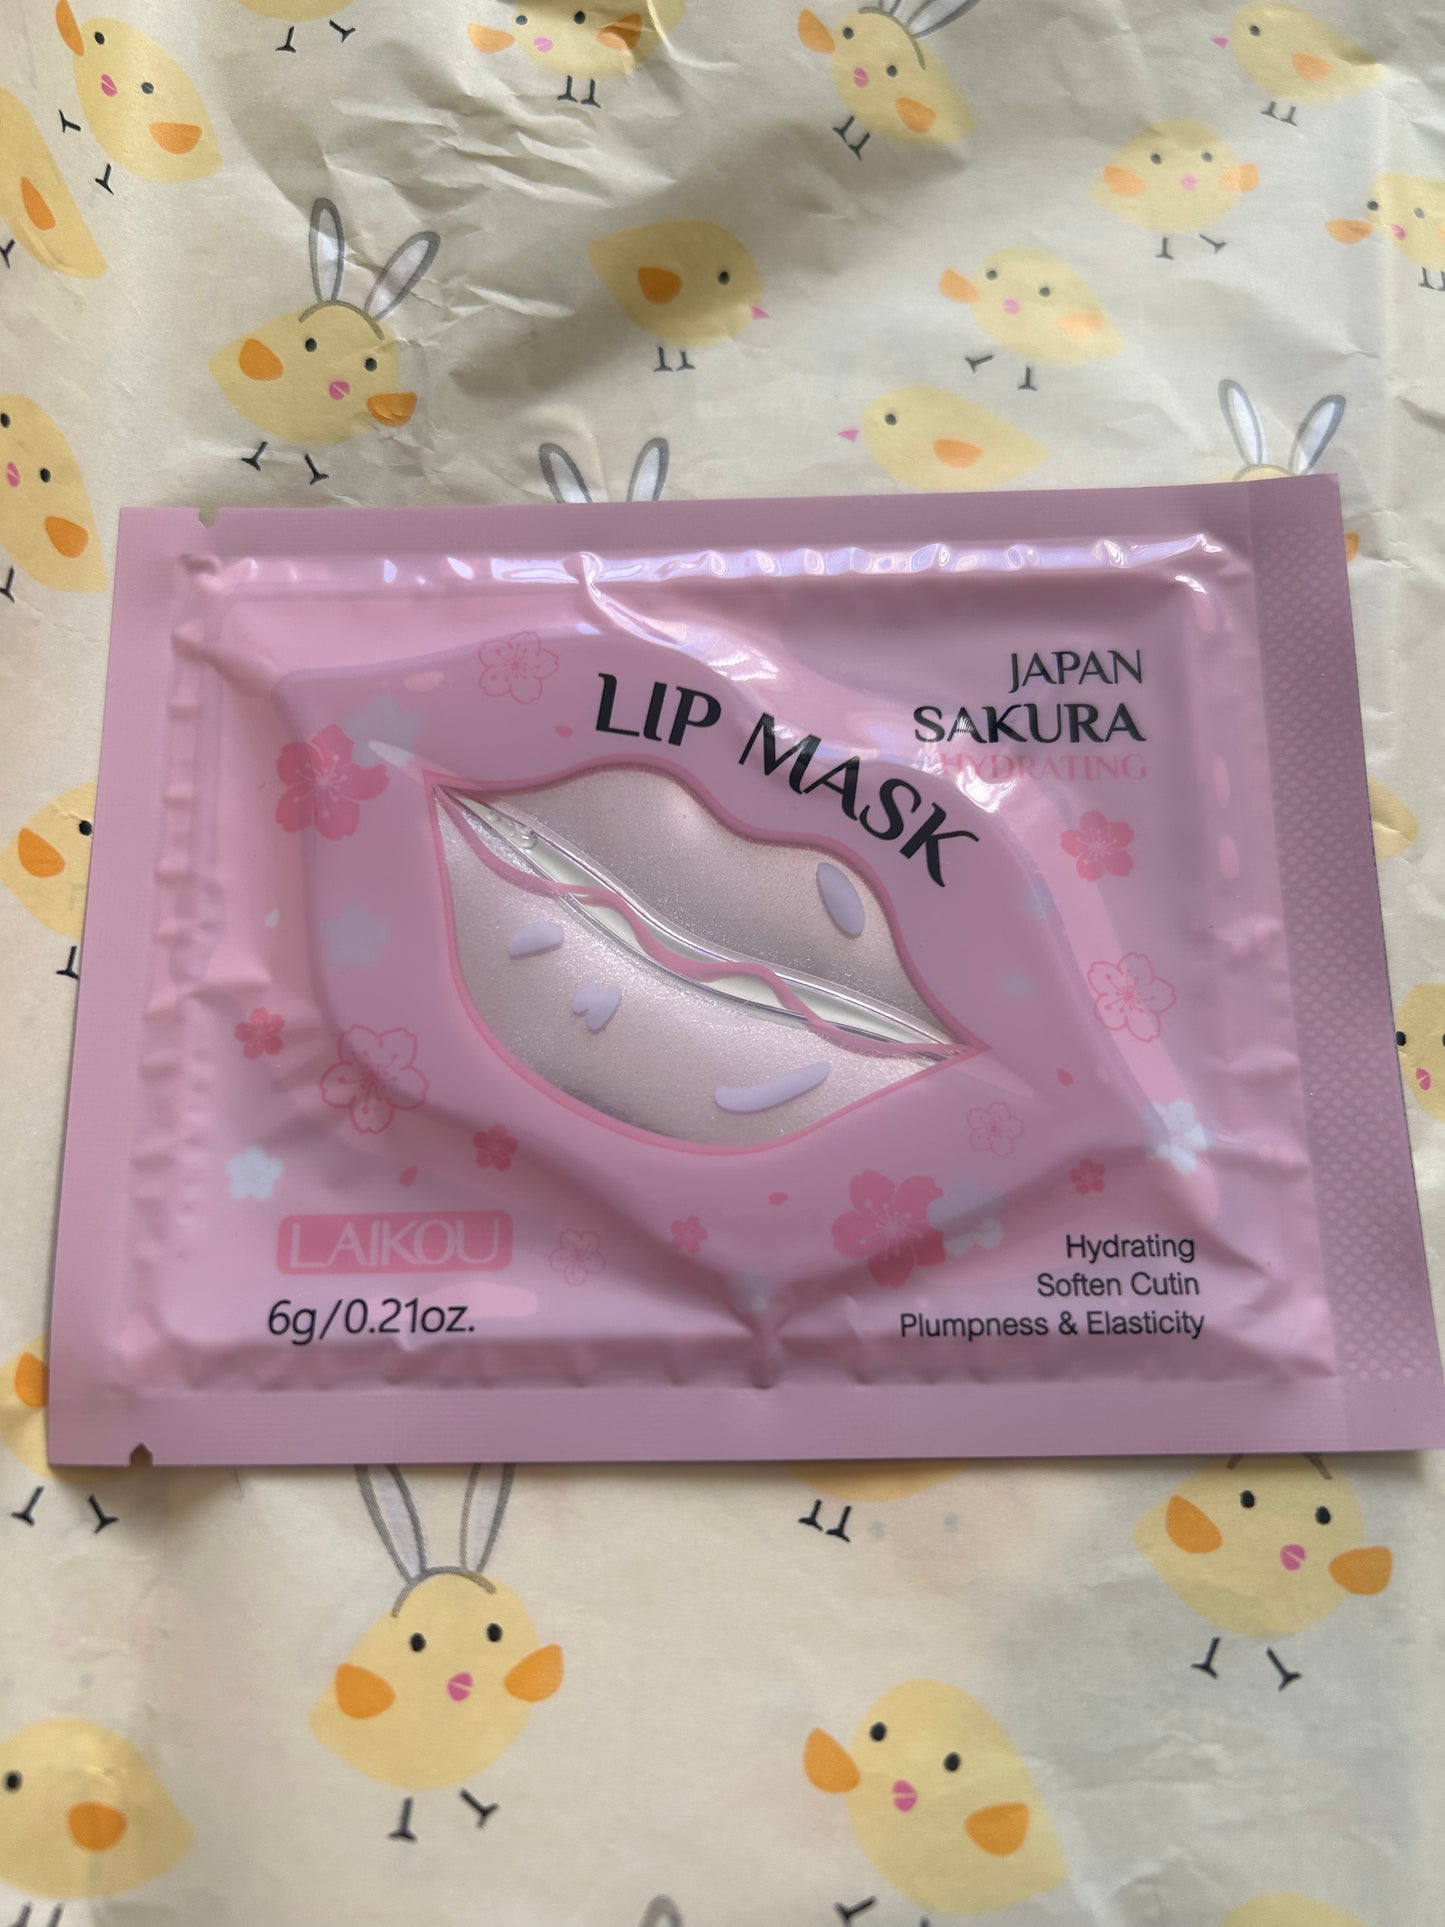 LIP MASK
JAPAN
SAKURA
HYDRATING
LAIKOU
6g/0.21oz.
Hydrating
Soften Cutin
Plumpness & Elasticity